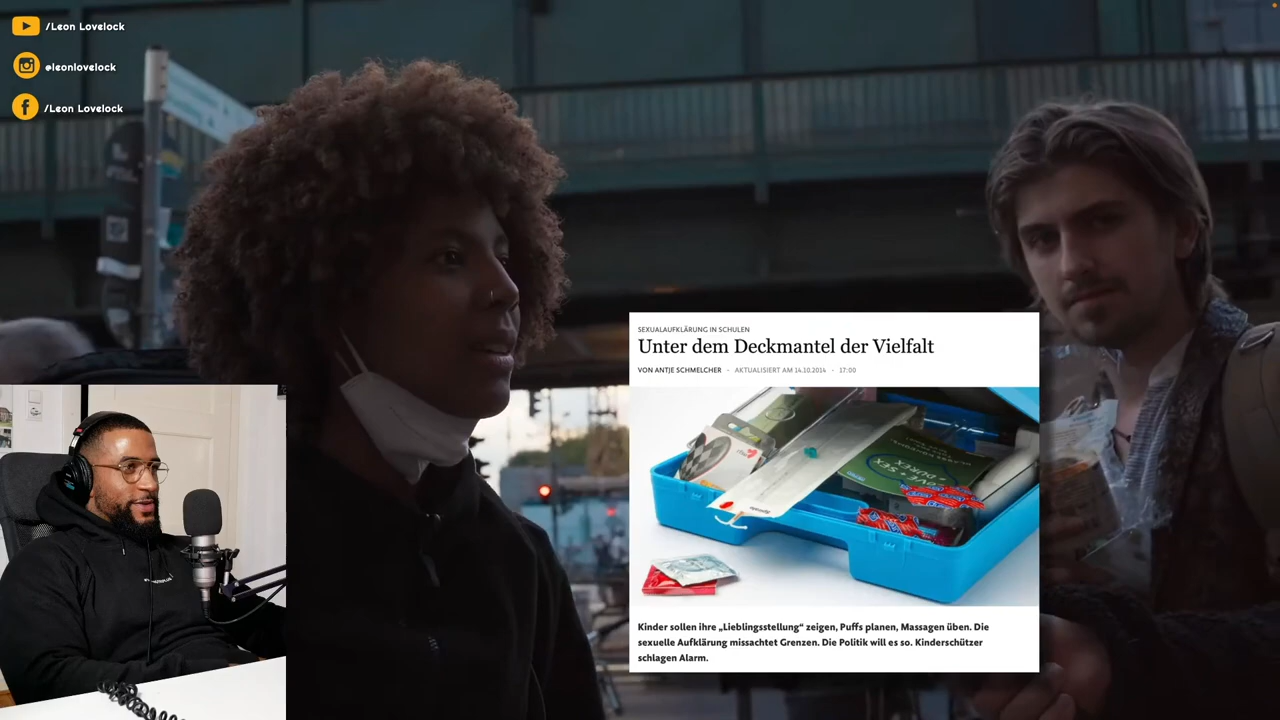 /Leon Lovelock
@leonlovelock
/Leon Lovelock
SEXUALAUFKLÄRUNG IN SCHULEN
Unter dem Deckmantel der Vielfalt
VON ANTJE SCHMELCHER · AKTUALISIERT AM 14.10.2014 · 17:00
Kinder sollen ihre „Lieblingsstellung“ zeigen, Puffs planen, Massagen üben. Die
sexuelle Aufklärung missachtet Grenzen. Die Politik will es so. Kinderschützer
schlagen Alarm.